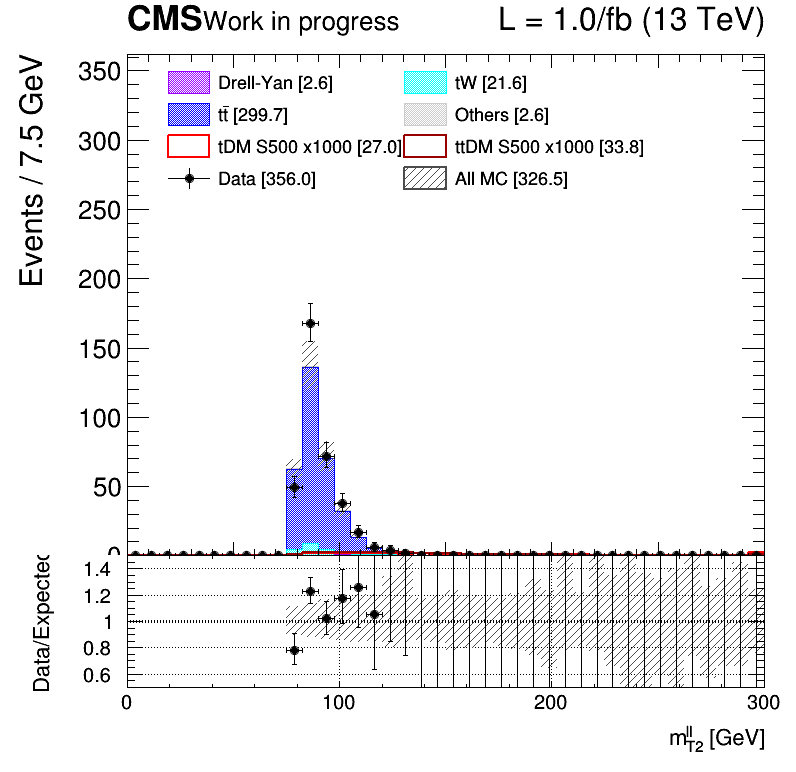 CMS Work in progress L = 1.0/fb (13 TeV)
Events / 7.5 GeV
350
300
250
200
150
100
50
0
Drell-Yan [2.6] tW [21.6]
tt̄ [299.7] Others [2.6]
tDM S500 x1000 [27.0] ttDM S500 x1000 [33.8]
Data [356.0] All MC [326.5]
Data/Expected
1.4
1.2
1
0.8
0.6
0 100 200 300
m_{T2}^{ll} [GeV]